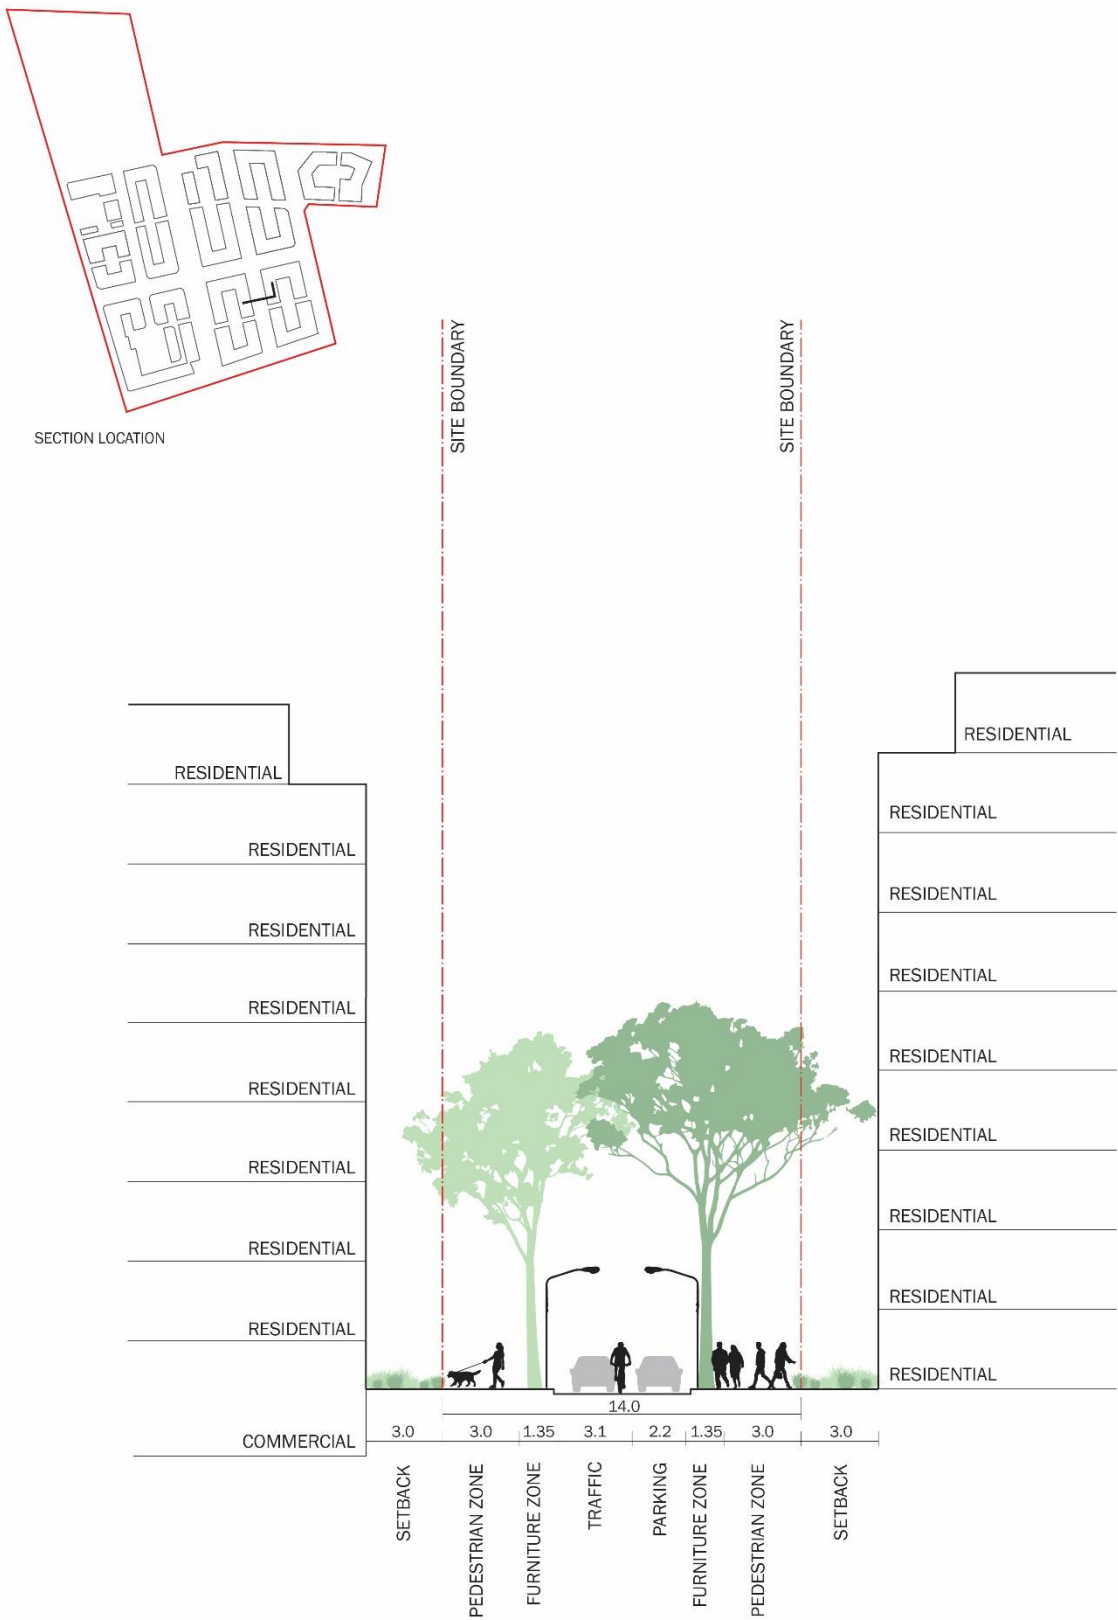 SECTION LOCATION
SITE BOUNDARY
SITE BOUNDARY
RESIDENTIAL
RESIDENTIAL
RESIDENTIAL
RESIDENTIAL
RESIDENTIAL
RESIDENTIAL
RESIDENTIAL
RESIDENTIAL
COMMERCIAL
RESIDENTIAL
RESIDENTIAL
RESIDENTIAL
RESIDENTIAL
RESIDENTIAL
RESIDENTIAL
RESIDENTIAL
RESIDENTIAL
RESIDENTIAL
14.0
3.0 3.0 1.35 3.1 2.2 1.35 3.0 3.0
SETBACK
PEDESTRIAN ZONE
FURNITURE ZONE
TRAFFIC
PARKING
FURNITURE ZONE
PEDESTRIAN ZONE
SETBACK